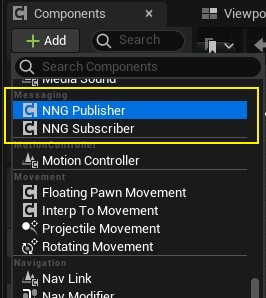 Components
Viewpo
Add
Search
Search Components
Media Sound
Messaging
NNG Publisher
NNG Subscriber
MotionController
Motion Controller
Movement
Floating Pawn Movement
Interp To Movement
Projectile Movement
Rotating Movement
Navigation
Nav Link
Nav Modifier